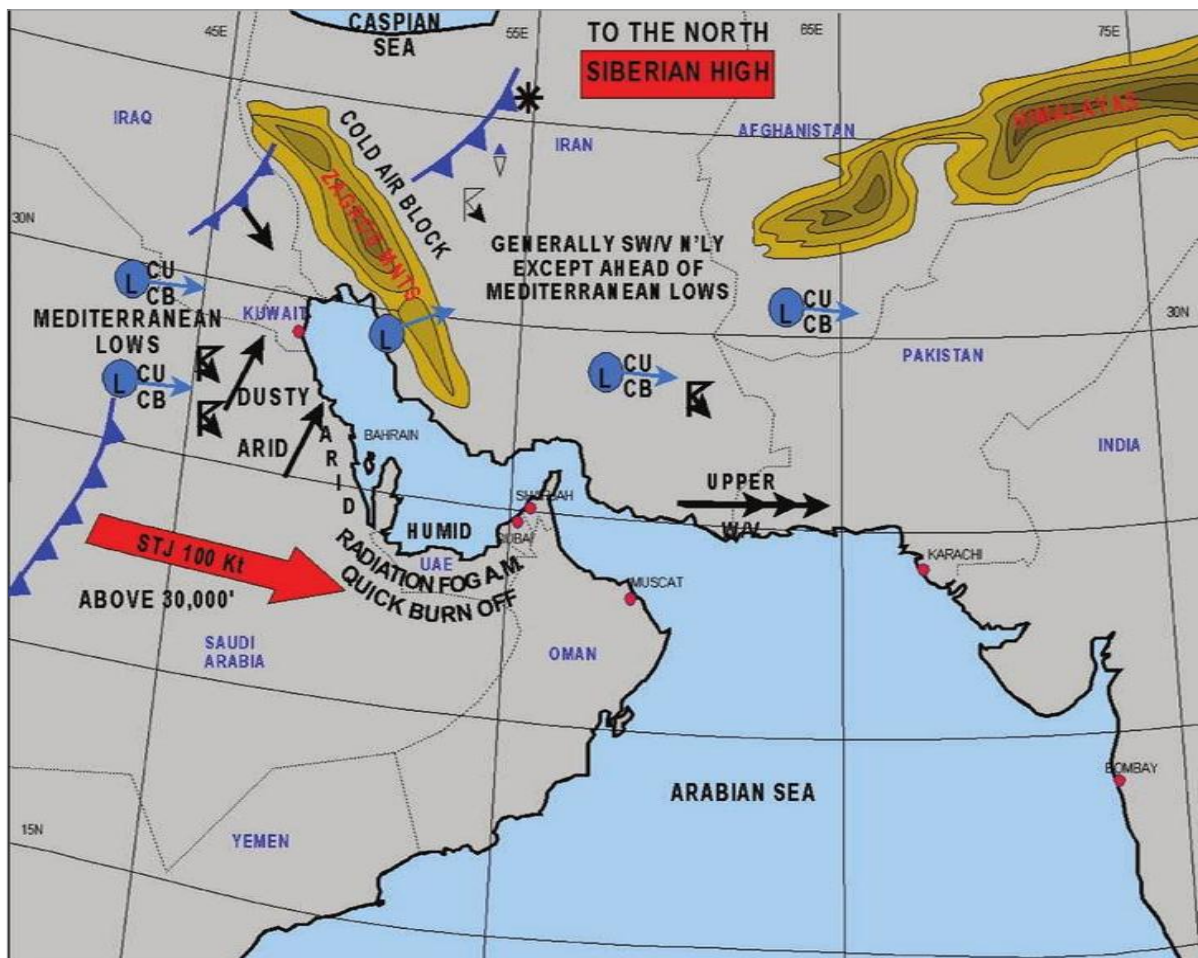 CASPIAN
SEA
TO THE NORTH
SIBERIAN HIGH
45E
55E
65E
75E
IRAQ
IRAN
AFGHANISTAN
HIMALAYAS
COLD AIR BLOCK
ZAGROS MNTS
30N
GENERALLY SW/V N'LY
EXCEPT AHEAD OF
MEDITERRANEAN LOWS
L CU
CB
MEDITERRANEAN
LOWS
KUWAIT
L
L CU
CB
30N
PAKISTAN
L CU
CB
L CU
CB
DUSTY
ARID
ARID
BAHRAIN
INDIA
UPPER
W/V
SHARJAH
DUBAI
HUMID
UAE
RADIATION FOG A.M.
QUICK BURN OFF
STJ 100 Kt
ABOVE 30,000'
KARACHI
MUSCAT
SAUDI
ARABIA
OMAN
ARABIAN SEA
BOMBAY
15N
YEMEN